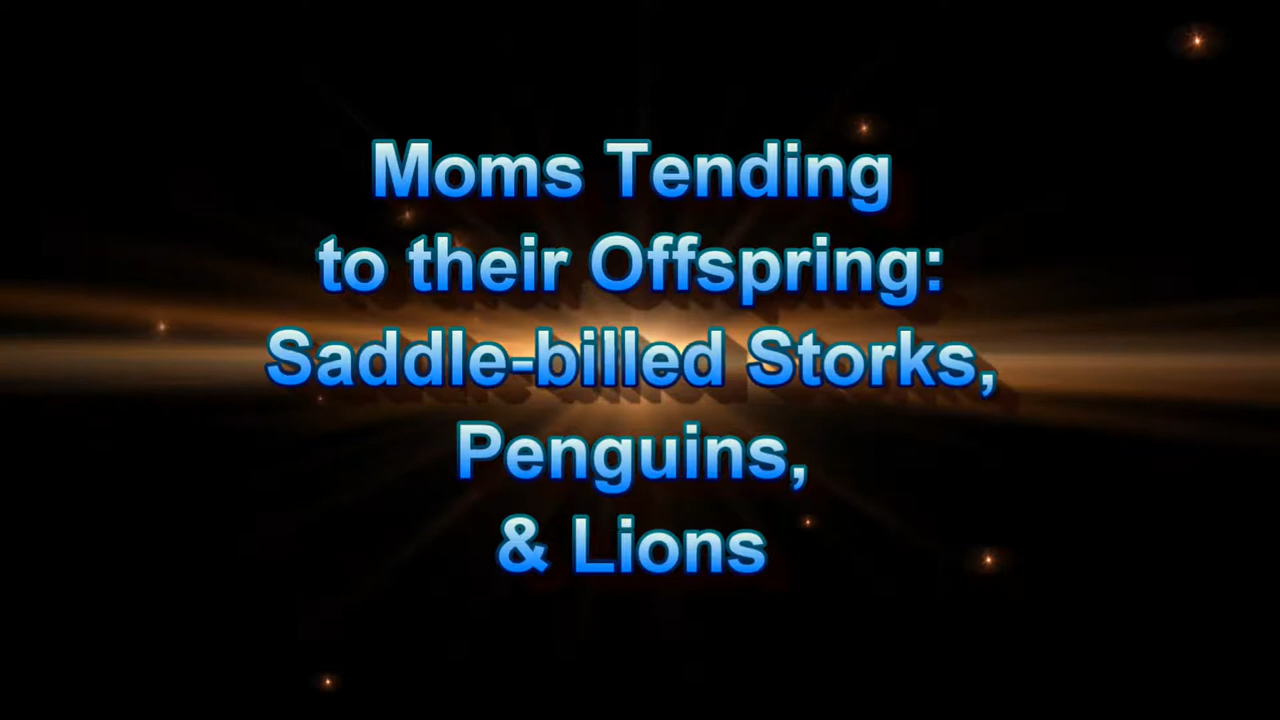 Moms Tending
to their Offspring:
Saddle-billed Storks,
Penguins,
& Lions